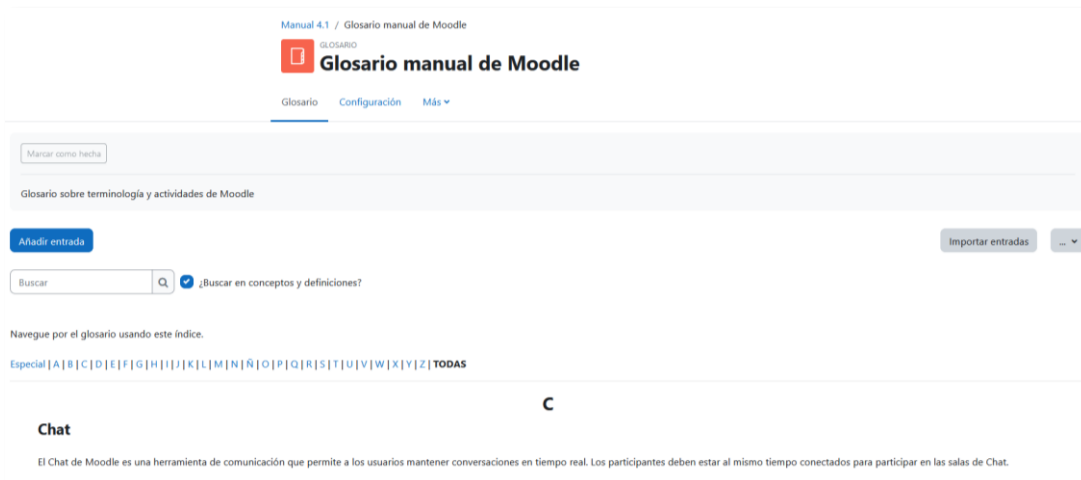 Manual 4.1 / Glosario manual de Moodle
GLOSARIO
Glosario manual de Moodle
Glosario Configuración Más
Marcar como hecha
Glosario sobre terminología y actividades de Moodle
Añadir entrada Importar entradas ...
Buscar ¿Buscar en conceptos y definiciones?
Navegue por el glosario usando este índice.
Especial | A | B | C | D | E | F | G | H | I | J | K | L | M | N | Ñ | O | P | Q | R | S | T | U | V | W | X | Y | Z | TODAS
C
Chat
El Chat de Moodle es una herramienta de comunicación que permite a los usuarios mantener conversaciones en tiempo real. Los participantes deben estar al mismo tiempo conectados para participar en las salas de Chat.